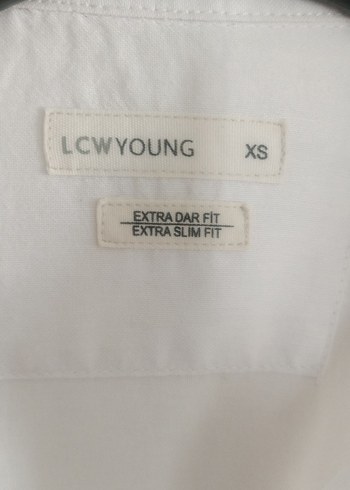 LCWYOUNG XS
EXTRA DAR FİT
EXTRA SLIM FIT